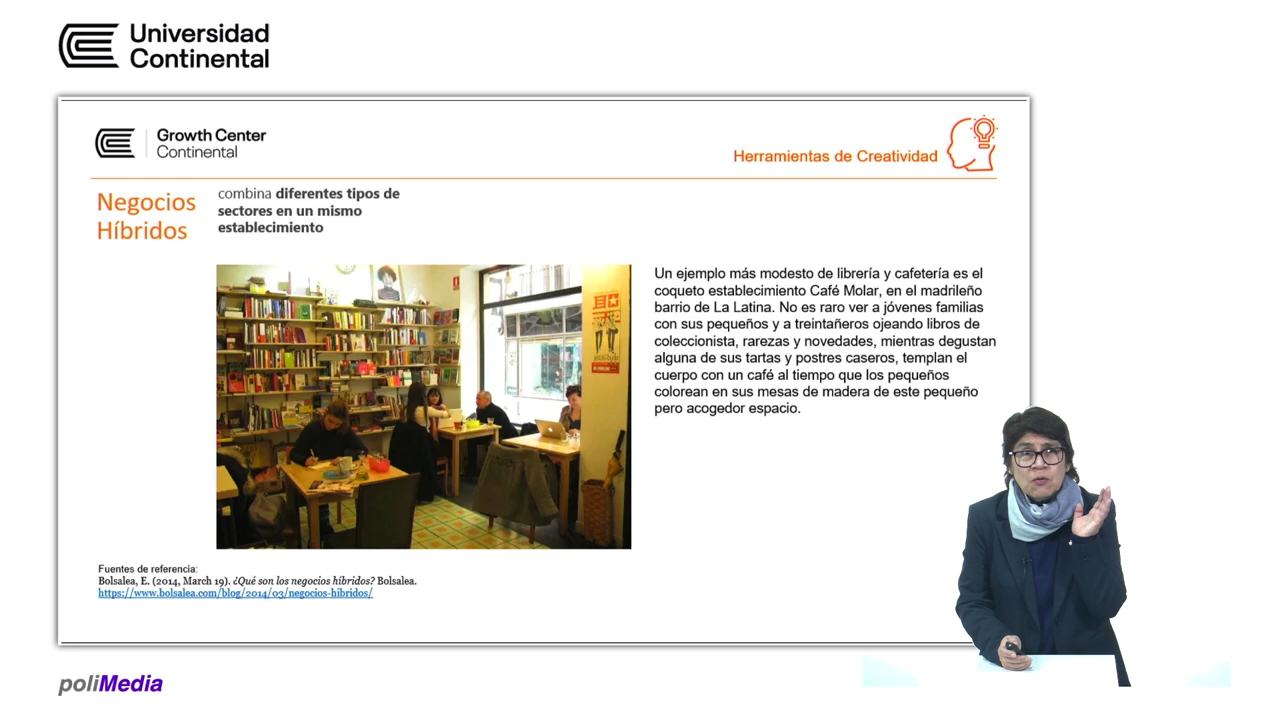 Universidad
Continental
Growth Center
Continental
Herramientas de Creatividad
Negocios
Híbridos
combina diferentes tipos de
sectores en un mismo
establecimiento
Un ejemplo más modesto de librería y cafetería es el
coqueto establecimiento Café Molar, en el madrileño
barrio de La Latina. No es raro ver a jóvenes familias
con sus pequeños y a treintañeros ojeando libros de
coleccionista, rarezas y novedades, mientras degustan
alguna de sus tartas y postres caseros, templan el
cuerpo con un café al tiempo que los pequeños
colorean en sus mesas de madera de este pequeño
pero acogedor espacio.
Fuentes de referencia:
Bolsalea, E. (2014, March 19). ¿Qué son los negocios híbridos? Bolsalea.
https://www.bolsalea.com/blog/2014/03/negocios-hibridos/
poliMedia